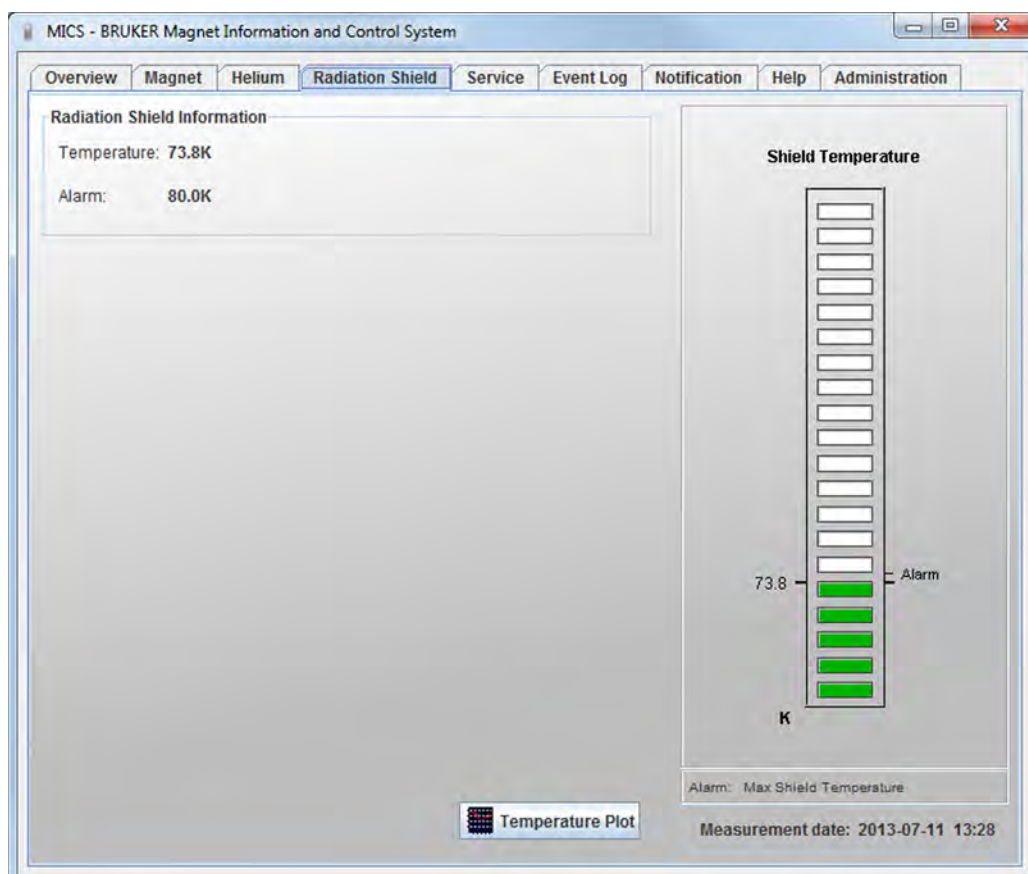 MICS - BRUKER Magnet Information and Control System
Overview Magnet Helium Radiation Shield Service Event Log Notification Help Administration
Radiation Shield Information
Temperature: 73.8K
Alarm: 80.0K
Shield Temperature
73.8
Alarm
K
Alarm: Max Shield Temperature
Temperature Plot
Measurement date: 2013-07-11 13:28